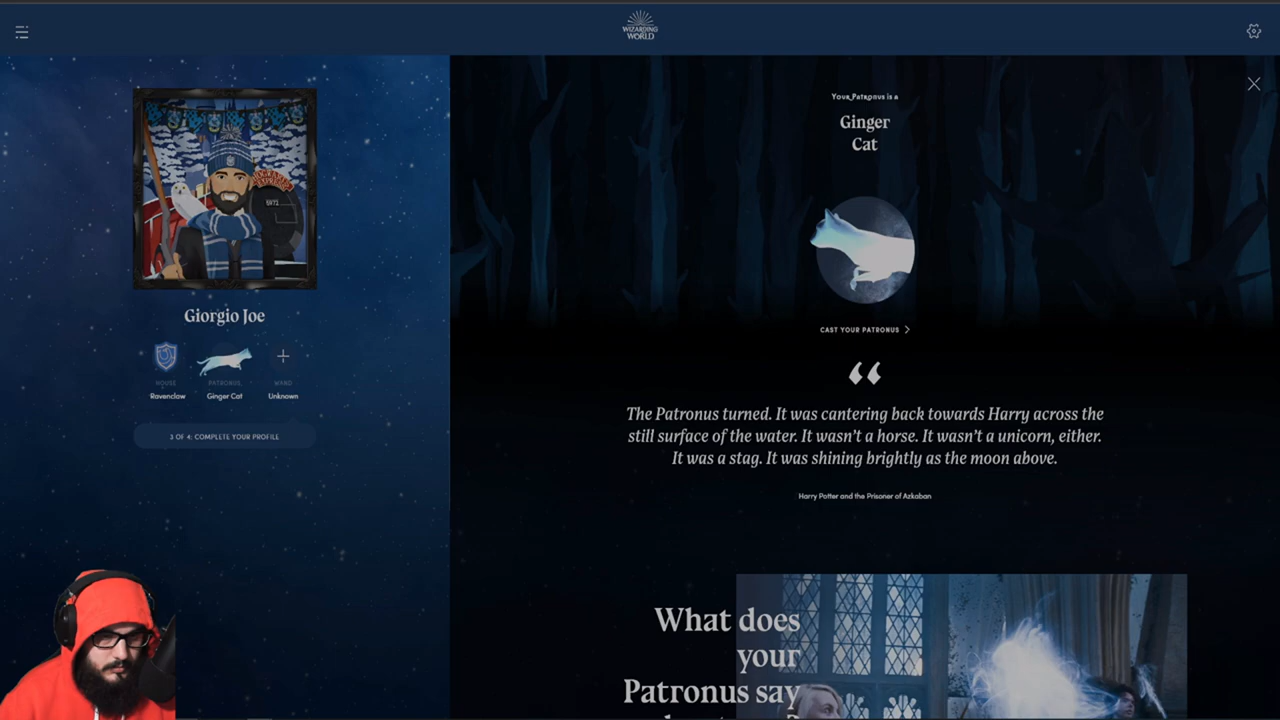 WIZARDING
WORLD
Giorgio Joe
HOUSE
PATRONUS
WAND
Ravenclaw
Ginger Cat
Unknown
3 OF 4: COMPLETE YOUR PROFILE
Your Patronus is a
Ginger
Cat
CAST YOUR PATRONUS
“
The Patronus turned. It was cantering back towards Harry across the
still surface of the water. It wasn’t a horse. It wasn’t a unicorn, either.
It was a stag. It was shining brightly as the moon above.
Harry Potter and the Prisoner of Azkaban
What does
your
Patronus say